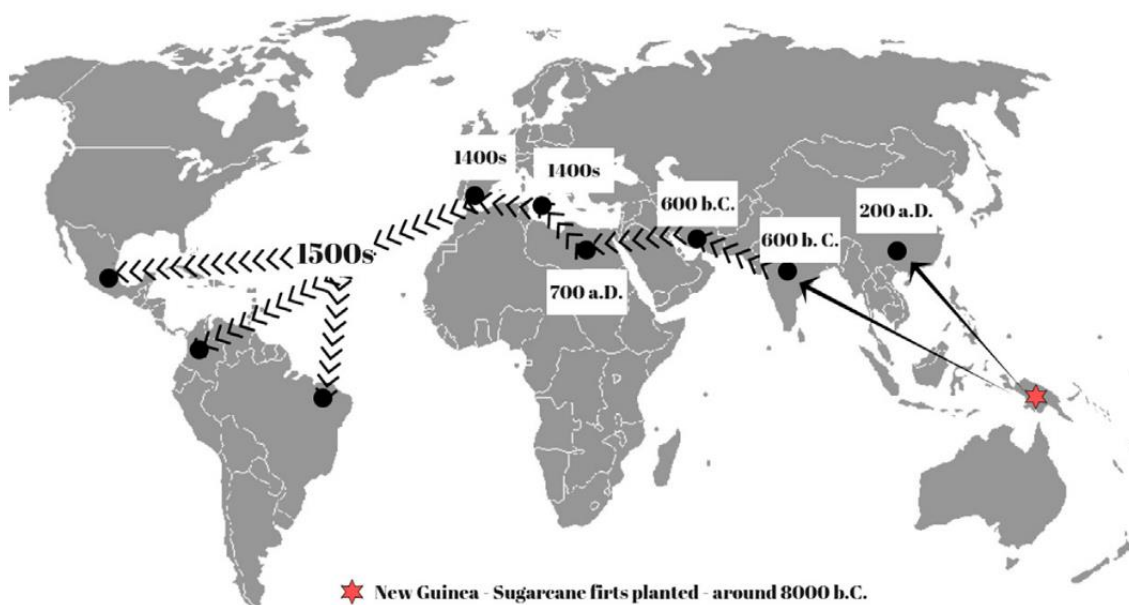 1400s
1400s
600 b.C.
200 a.D.
600 b. C.
1500s
700 a.D.
New Guinea - Sugarcane firts planted - around 8000 b.C.